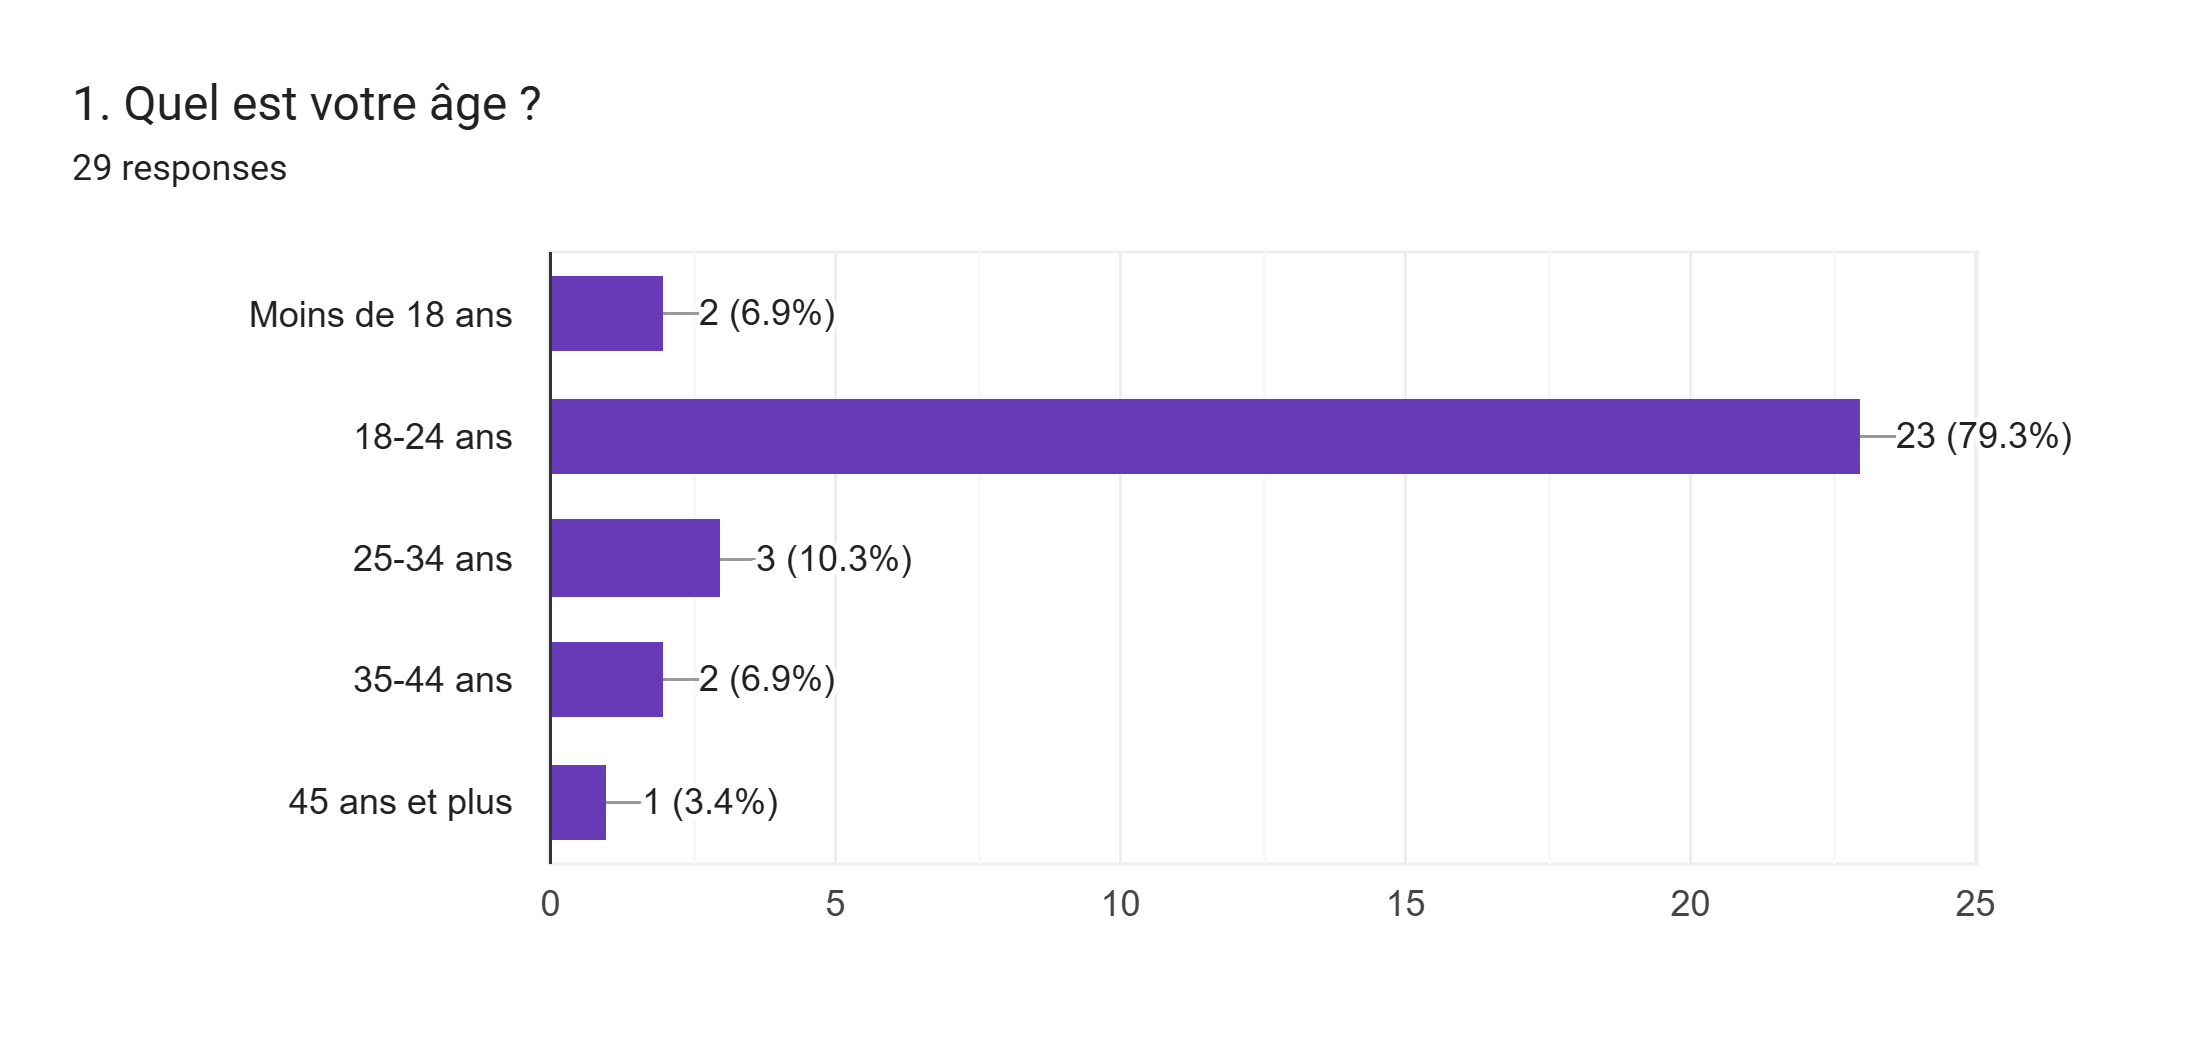 1. Quel est votre âge ?
29 responses
Moins de 18 ans
2 (6.9%)
18-24 ans
23 (79.3%)
25-34 ans
3 (10.3%)
35-44 ans
2 (6.9%)
45 ans et plus
1 (3.4%)
0 5 10 15 20 25